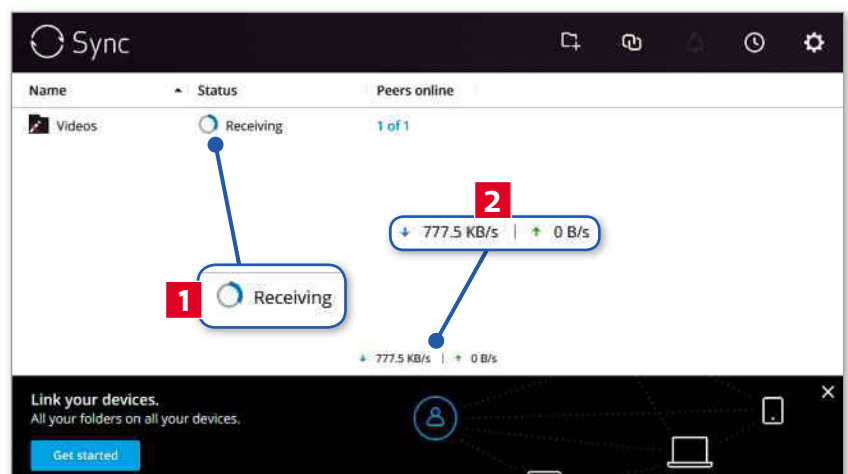 Sync
Name Status Peers online
Videos Receiving 1 of 1
2
777.5 KB/s | 0 B/s
1 Receiving
777.5 KB/s | 0 B/s
Link your devices.
All your folders on all your devices.
Get started